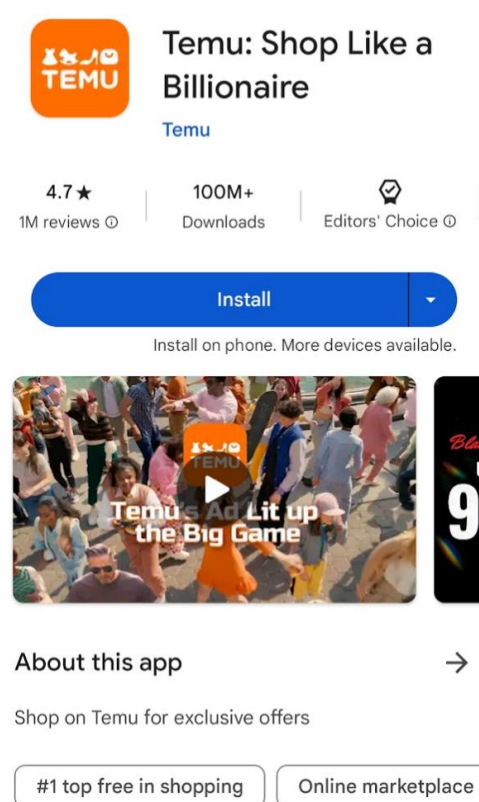 TEMU
Temu: Shop Like a
Billionaire
Temu
4.7★
1M reviews
100M+
Downloads
Editors' Choice
Install
Install on phone. More devices available.
TEMU
Temu's Ad Lit up
the Big Game
9
About this app
Shop on Temu for exclusive offers
#1 top free in shopping
Online marketplace